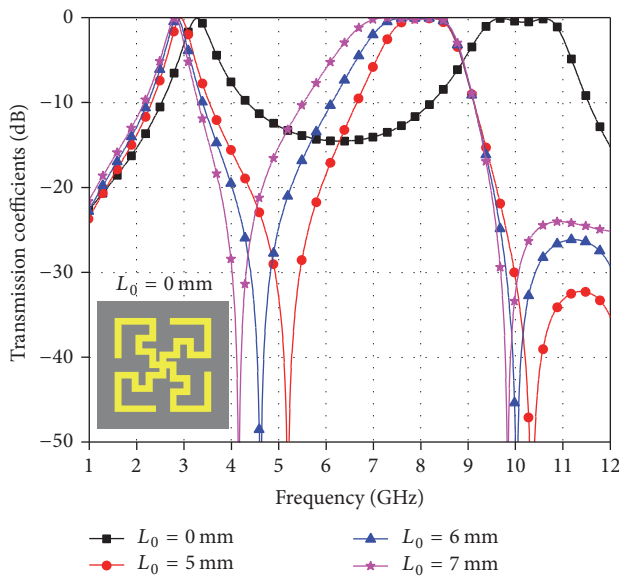 Transmission coefficients (dB)
0
−10
−20
−30
−40
−50
L₀ = 0 mm
1 2 3 4 5 6 7 8 9 10 11 12
Frequency (GHz)
L₀ = 0 mm
L₀ = 5 mm
L₀ = 6 mm
L₀ = 7 mm